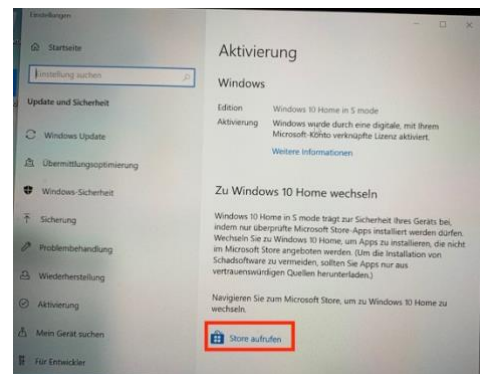 Einstellungen
Startseite
Einstellung suchen
Update und Sicherheit
Windows Update
Übermittlungsoptimierung
Windows-Sicherheit
Sicherung
Problembehandlung
Wiederherstellung
Aktivierung
Mein Gerät suchen
Für Entwickler
Aktivierung
Windows
Edition Windows 10 Home in S mode
Aktivierung Windows wurde durch eine digitale, mit Ihrem
Microsoft-Konto verknüpfte Lizenz aktiviert.
Weitere Informationen
Zu Windows 10 Home wechseln
Windows 10 Home in S mode trägt zur Sicherheit Ihres Geräts bei,
indem nur überprüfte Microsoft Store-Apps installiert werden dürfen.
Wechseln Sie zu Windows 10 Home, um Apps zu installieren, die nicht
im Microsoft Store angeboten werden. (Um die Installation von
Schadsoftware zu vermeiden, sollten Sie Apps nur aus
vertrauenswürdigen Quellen herunterladen.)
Navigieren Sie zum Microsoft Store, um zu Windows 10 Home zu
wechseln.
Store aufrufen